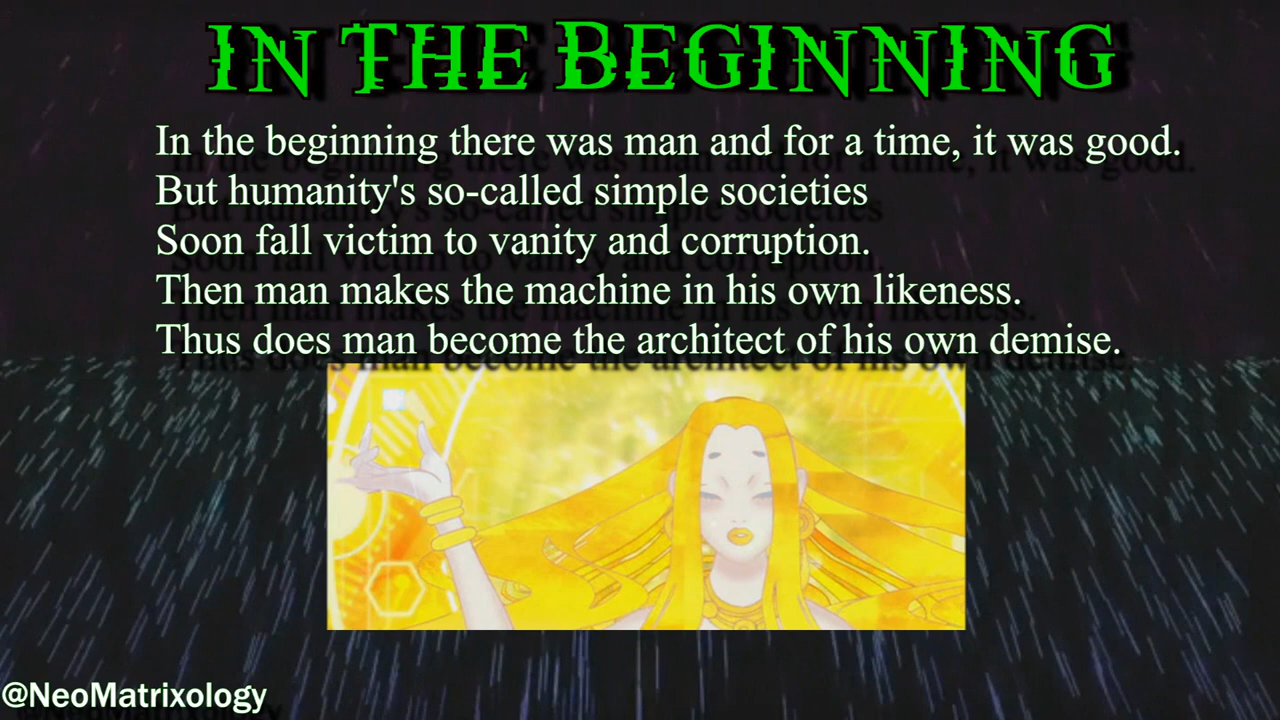 IN THE BEGINNING
In the beginning there was man and for a time, it was good.
But humanity's so-called simple societies
Soon fall victim to vanity and corruption.
Then man makes the machine in his own likeness.
Thus does man become the architect of his own demise.
@NeoMatrixology